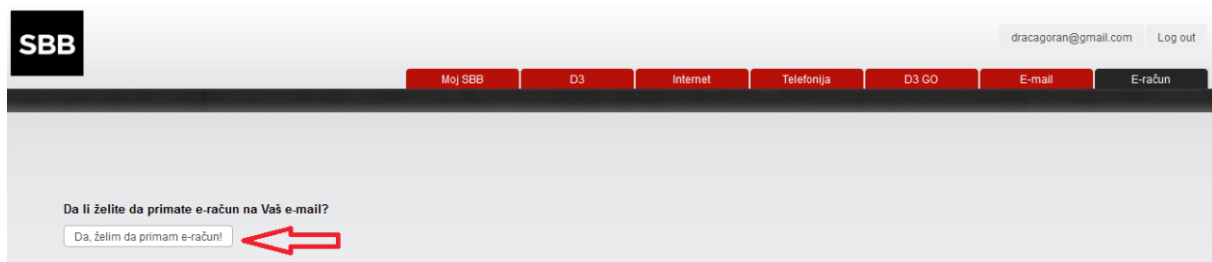 SBB
dracagoran@gmail.com Log out
Moj SBB D3 Internet Telefonija D3 GO E-mail E-račun
Da li želite da primate e-račun na Vaš e-mail?
Da, želim da primam e-račun!